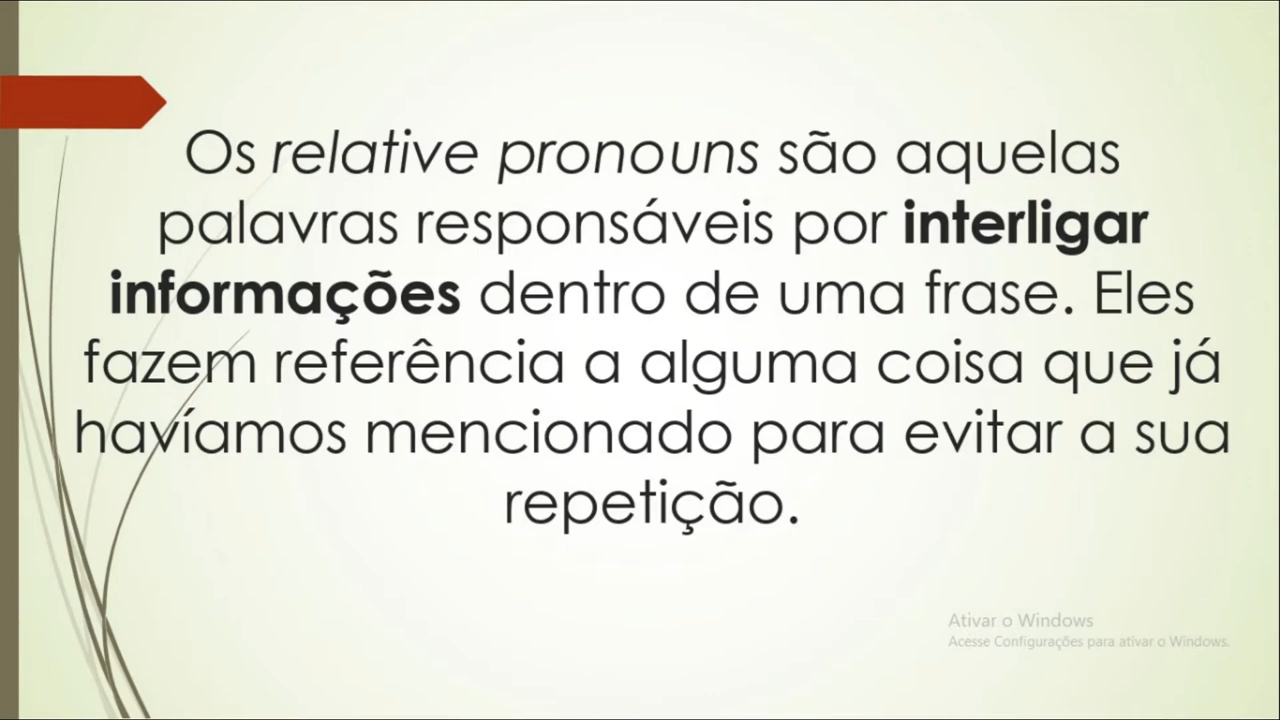 Os relative pronouns são aquelas
palavras responsáveis por interligar
informações dentro de uma frase. Eles
fazem referência a alguma coisa que já
havíamos mencionado para evitar a sua
repetição.
Ativar o Windows
Acesse Configurações para ativar o Windows.